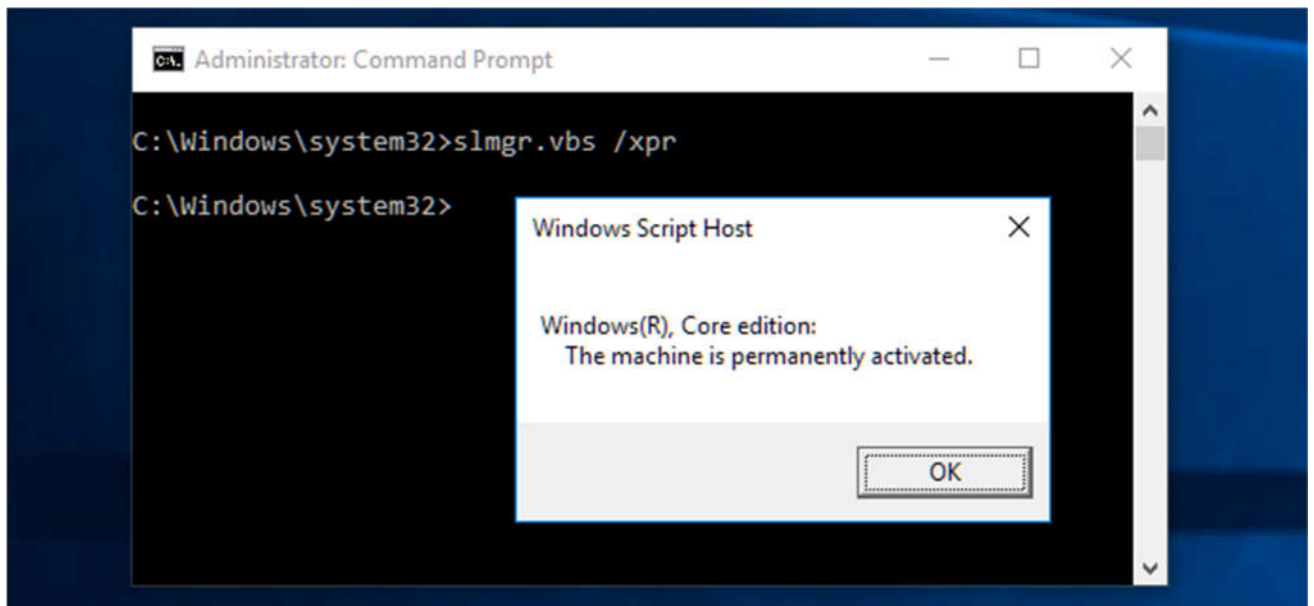 Administrator: Command Prompt
C:\Windows\system32>slmgr.vbs /xpr
C:\Windows\system32>
Windows Script Host
Windows(R), Core edition:
The machine is permanently activated.
OK